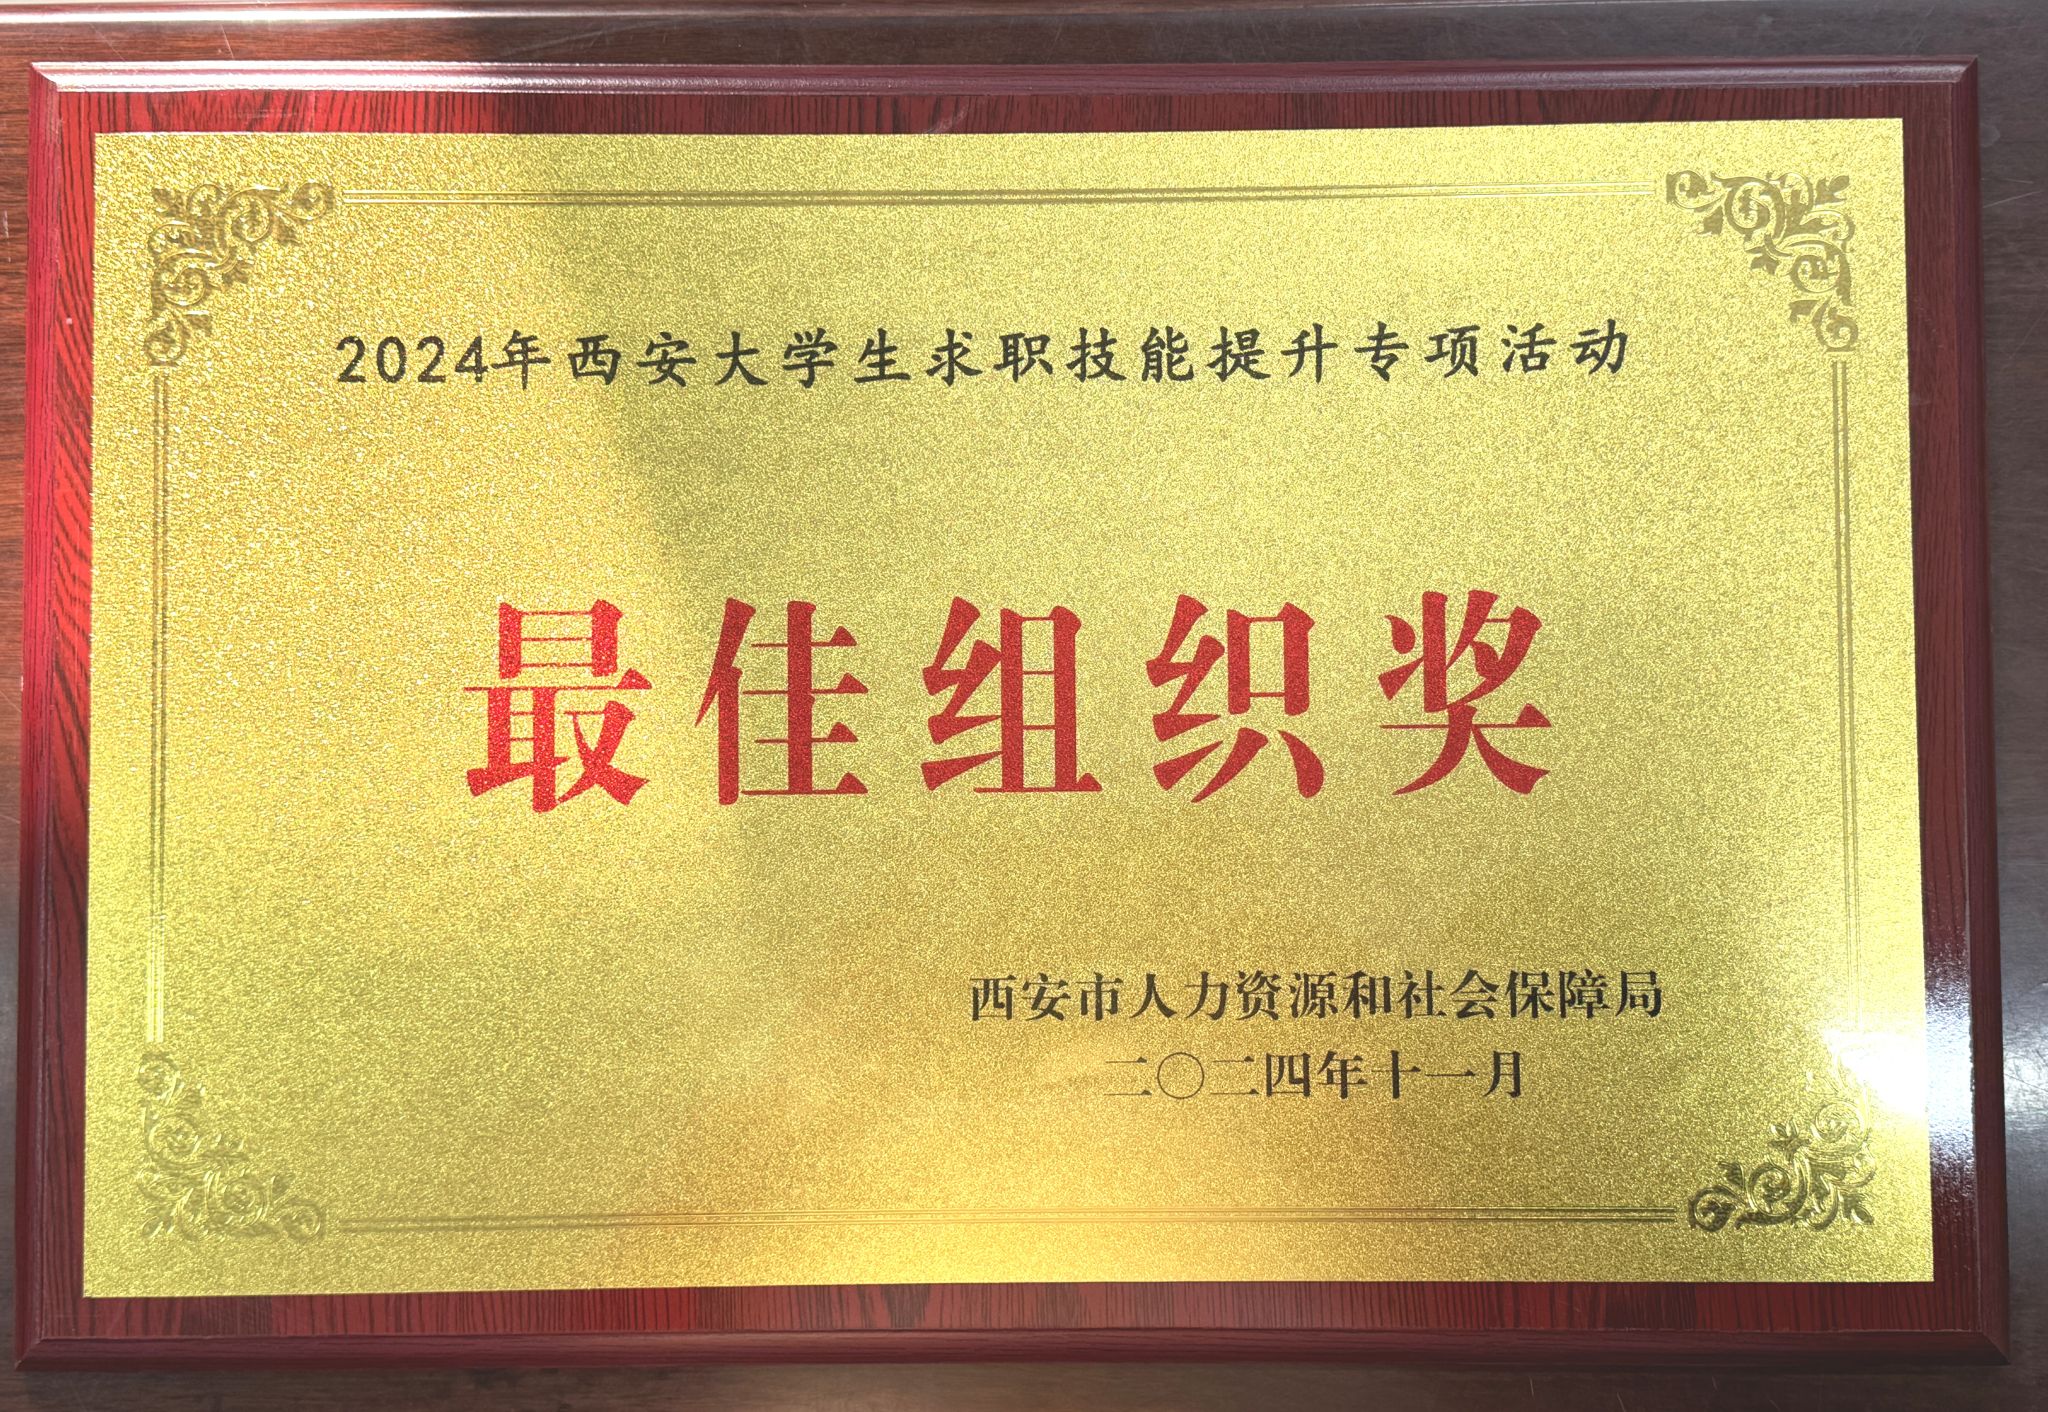 2024年西安大学生求职技能提升专项活动
最佳组织奖
西安市人力资源和社会保障局
二〇二四年十一月